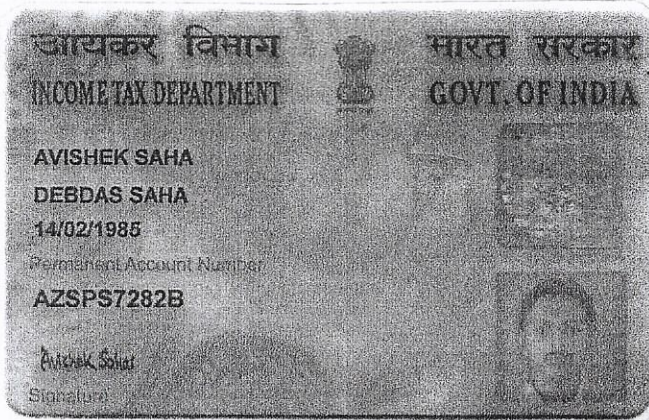 आयकर विभाग
INCOME TAX DEPARTMENT
भारत सरकार
GOVT. OF INDIA
AVISHEK SAHA
DEBDAS SAHA
14/02/1985
Permanent Account Number
AZSPS7282B
Avishek Saha
Signature